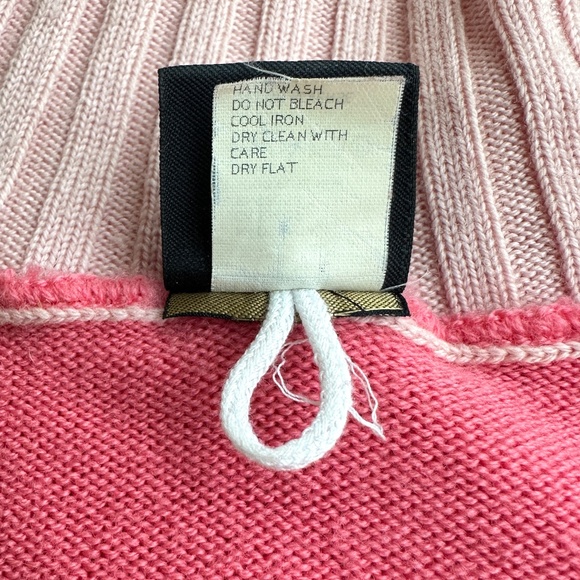 HAND WASH
DO NOT BLEACH
COOL IRON
DRY CLEAN WITH
CARE
DRY FLAT